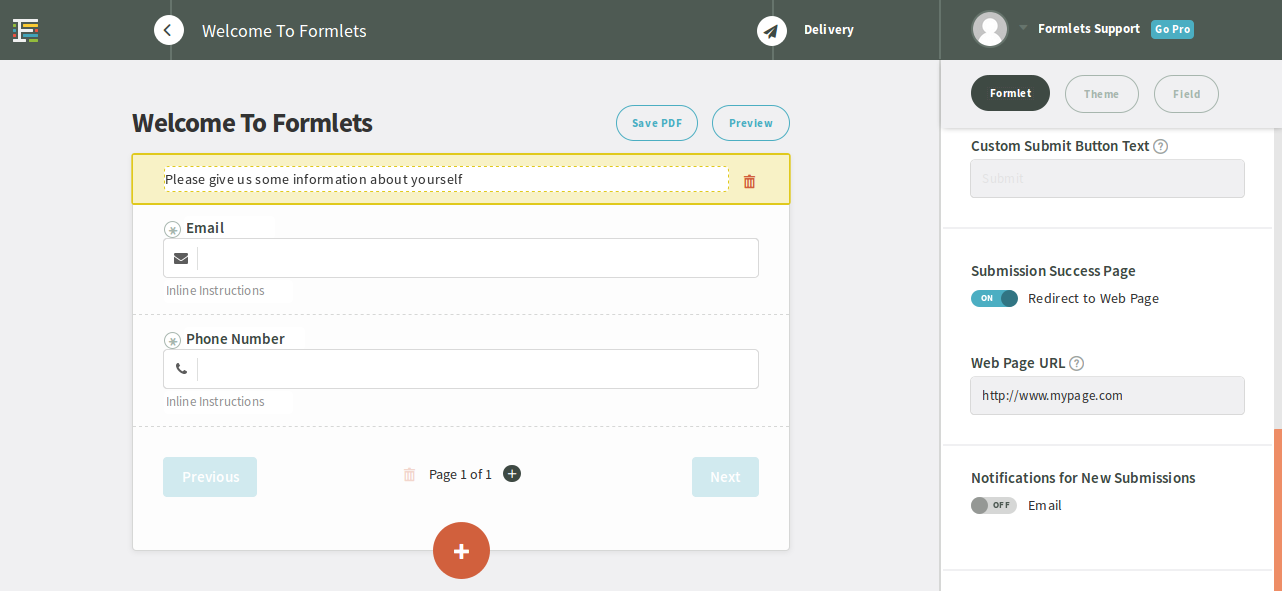 Welcome To Formlets
Delivery
Formlets Support
Go Pro
Formlet
Theme
Field
Welcome To Formlets
Save PDF
Preview
Please give us some information about yourself
Email
Inline Instructions
Phone Number
Inline Instructions
Previous
Page 1 of 1
Next
Custom Submit Button Text ?
Submit
Submission Success Page
ON
Redirect to Web Page
Web Page URL ?
http://www.mypage.com
Notifications for New Submissions
OFF
Email